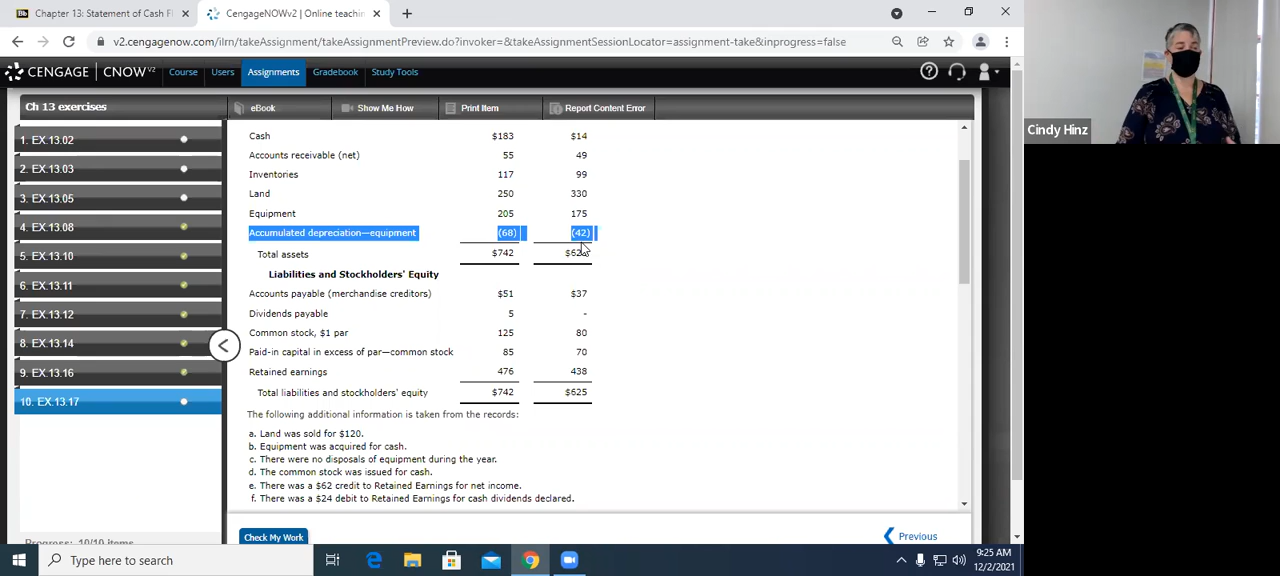 Chapter 13: Statement of Cash F
CengageNOWv2 | Online teachin
v2.cengagenow.com/ilrn/takeAssignment/takeAssignmentPreview.do?invoker=&takeAssignmentSessionLocator=assignment-take&inprogress=false
CENGAGE | CNOWv2 Course Users Assignments Gradebook Study Tools
Ch 13 exercises eBook Show Me How Print Item Report Content Error
1. EX.13.02
2. EX.13.03
3. EX.13.05
4. EX.13.08
5. EX.13.10
6. EX.13.11
7. EX.13.12
8. EX.13.14
9. EX.13.16
10. EX.13.17
Cash $183 $14
Accounts receivable (net) 55 49
Inventories 117 99
Land 250 330
Equipment 205 175
Accumulated depreciation—equipment (68) (42)
Total assets $742
Liabilities and Stockholders' Equity
Accounts payable (merchandise creditors) $51 $37
Dividends payable 5 -
Common stock, $1 par 125 80
Paid-in capital in excess of par—common stock 85 70
Retained earnings 476 438
Total liabilities and stockholders' equity $742 $625
The following additional information is taken from the records:
a. Land was sold for $120.
b. Equipment was acquired for cash.
c. There were no disposals of equipment during the year.
d. The common stock was issued for cash.
e. There was a $62 credit to Retained Earnings for net income.
f. There was a $24 debit to Retained Earnings for cash dividends declared.
Check My Work Previous
Cindy Hinz
Type here to search
9:25 AM
12/2/2021